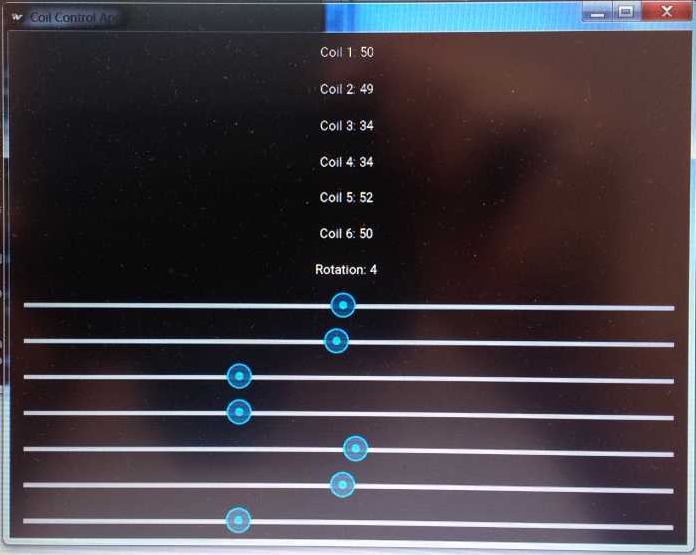 Coil Control App
Coil 1: 50
Coil 2: 49
Coil 3: 34
Coil 4: 34
Coil 5: 52
Coil 6: 50
Rotation: 4